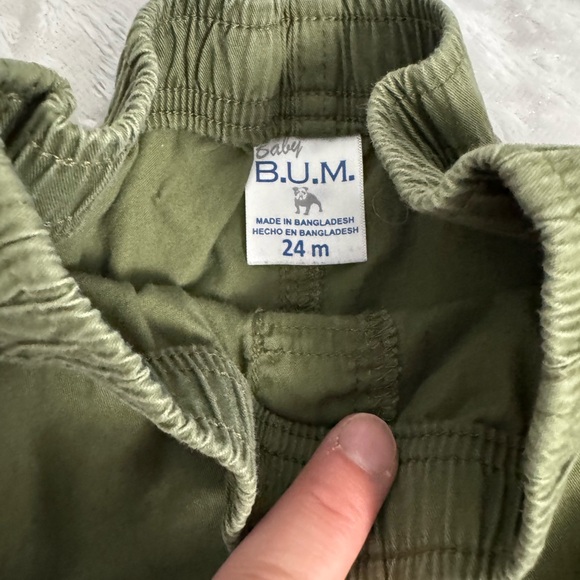 Baby
B.U.M.
MADE IN BANGLADESH
HECHO EN BANGLADESH
24 m